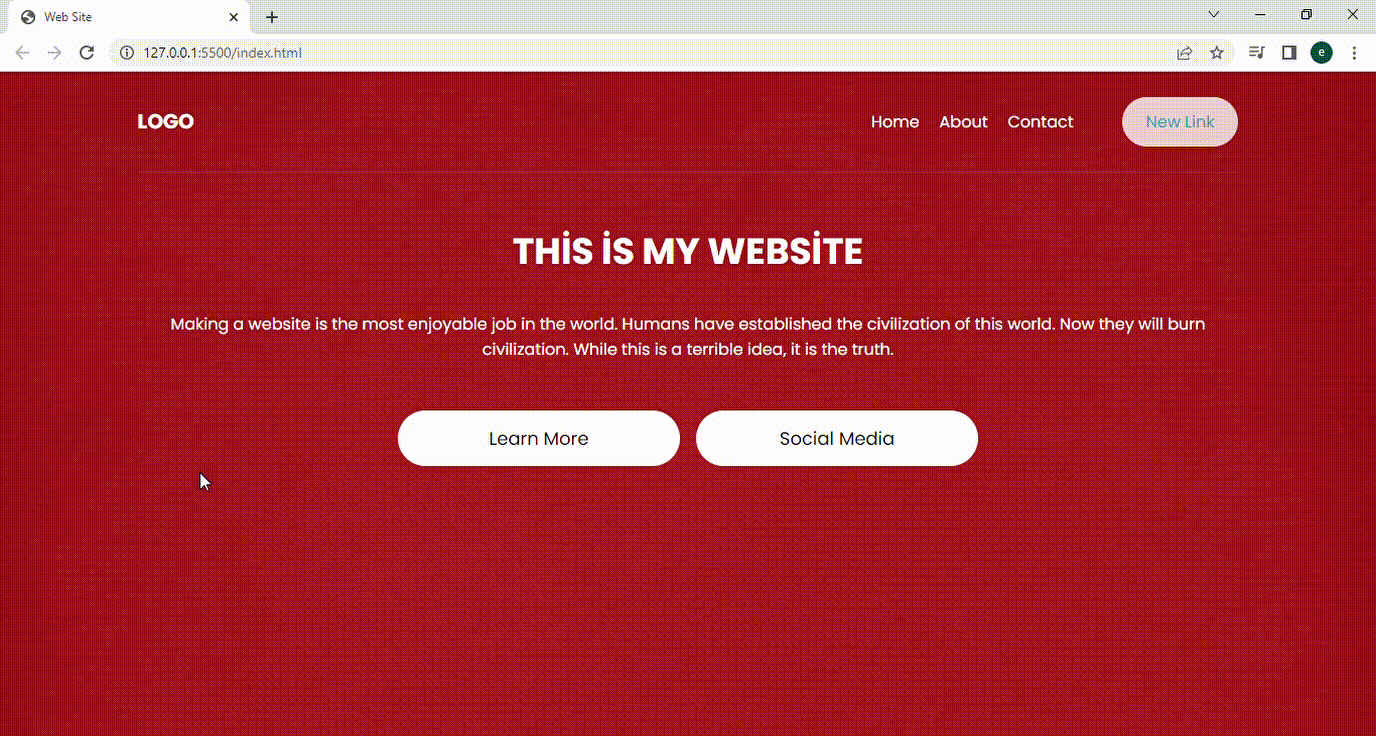 Web Site
127.0.0.1:5500/index.html
e
LOGO
Home About Contact New Link
THİS İS MY WEBSİTE
Making a website is the most enjoyable job in the world. Humans have established the civilization of this world. Now they will burn
civilization. While this is a terrible idea, it is the truth.
Learn More Social Media